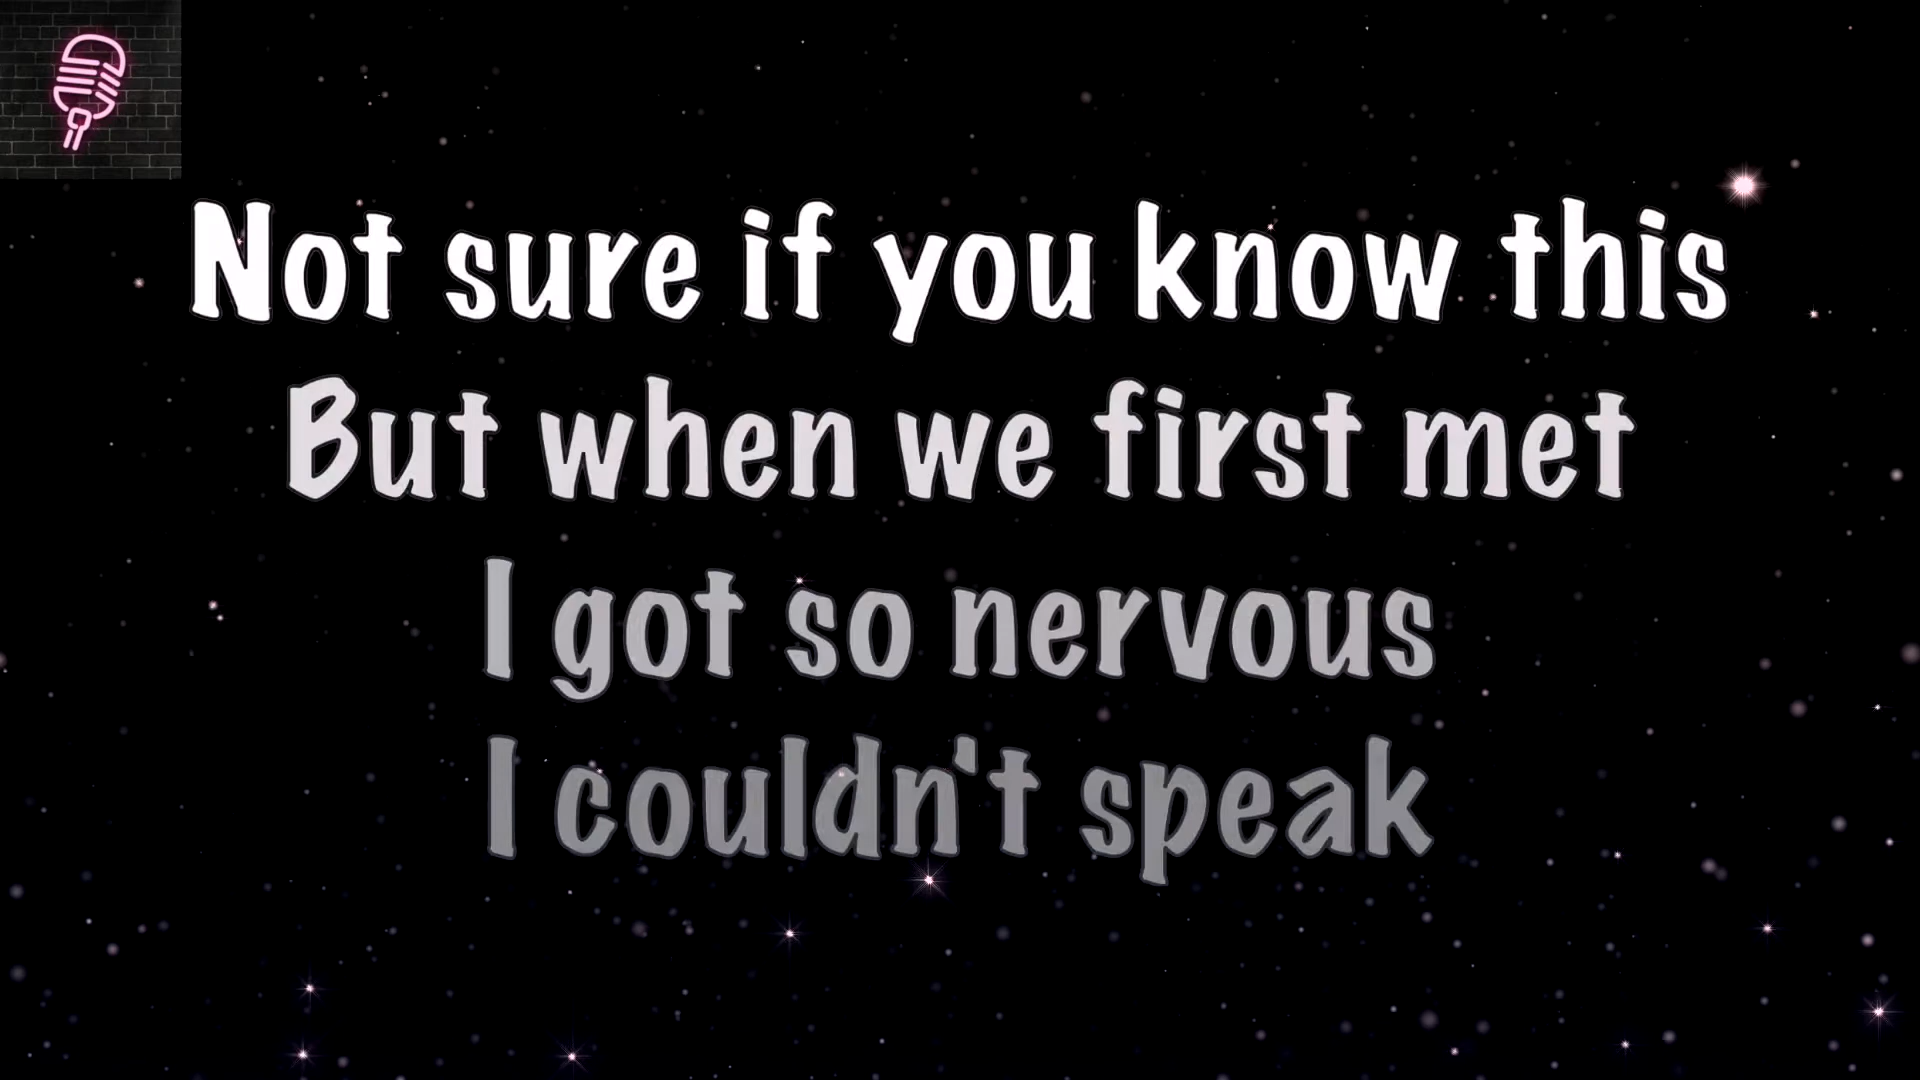 Not sure if you know this
But when we first met
I got so nervous
I couldn't speak